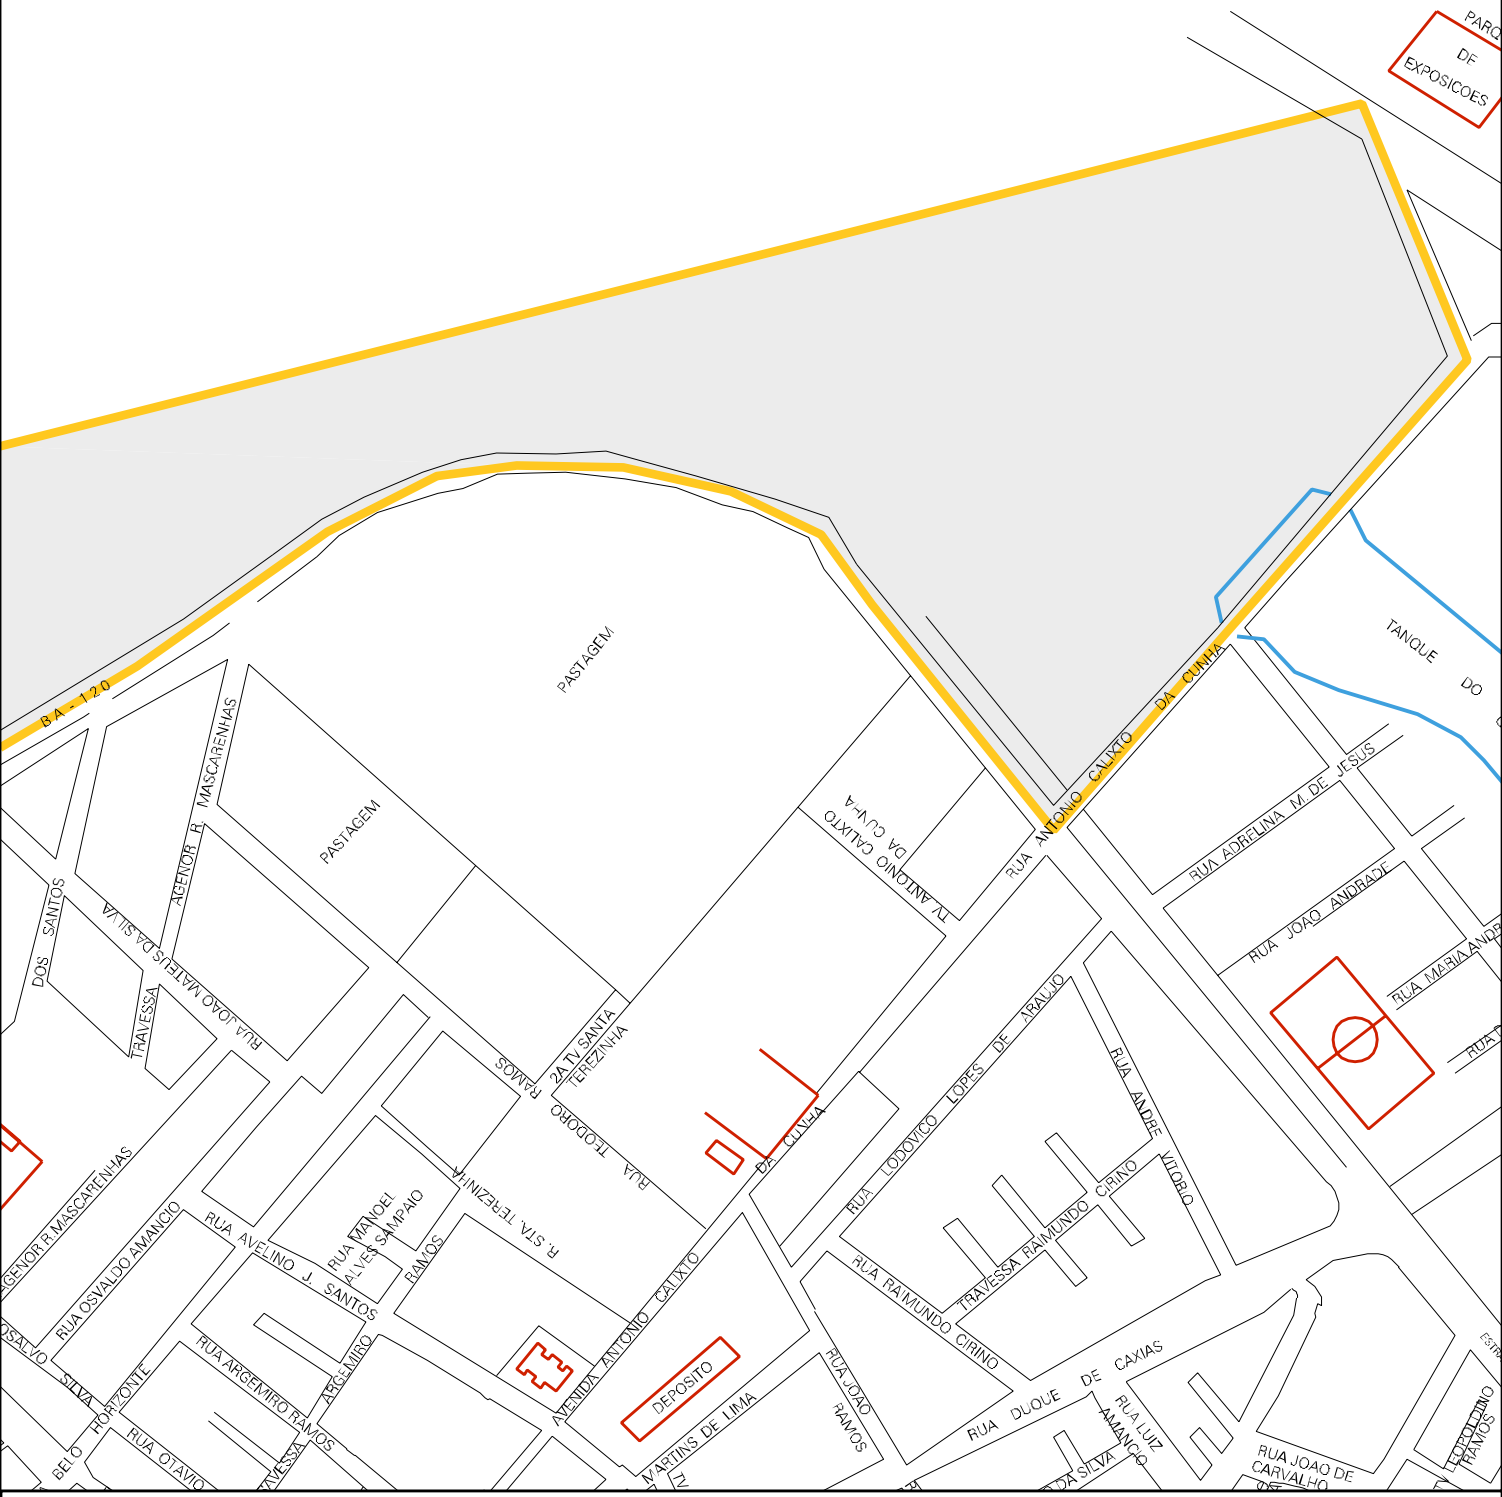 DE
EXPOSICOES
BA - 120
PASTAGEM
TANQUE
DO
RUA ANTONIO CALIXTO DA CUNHA
AGENOR R. MASCARENHAS
PASTAGEM
TV ANTONIO CALIXTO
DA CUNHA
RUA ADRELINA M. DE JESUS
RUA JOAO ANDRADE
RUA MARIA ANDR
DOS SANTOS
RUA JOAO MATEUS DA SILVA
TRAVESSA
2A TV SANTA
TEREZINHA
RUA TEODORO RAMOS
R. STA. TEREZINHA
RUA LODOVICO LOPES DE ARAUJO
RUA ANDRE VITORIO
AGENOR R.MASCARENHAS
RUA OSVALDO AMANCIO
RUA AVELINO J. SANTOS
RUA MANOEL
ALVES SAMPAIO
ARGEMIRO RAMOS
AVENIDA ANTONIO CALIXTO DA CUNHA
TRAVESSA RAIMUNDO CIRINO
RUA RAIMUNDO CIRINO
DEPOSITO
MARTINS DE LIMA
RUA JOAO
RAMOS
RUA DUQUE DE CAXIAS
RUA LUIZ
AMANCIO
DA SILVA
RUA JOAO DE
CARVALHO
LEOPOLDINO
RAMOS
SILVA
BELO HORIZONTE
RUA ARGEMIRO RAMOS
RUA OTAVIO
TV